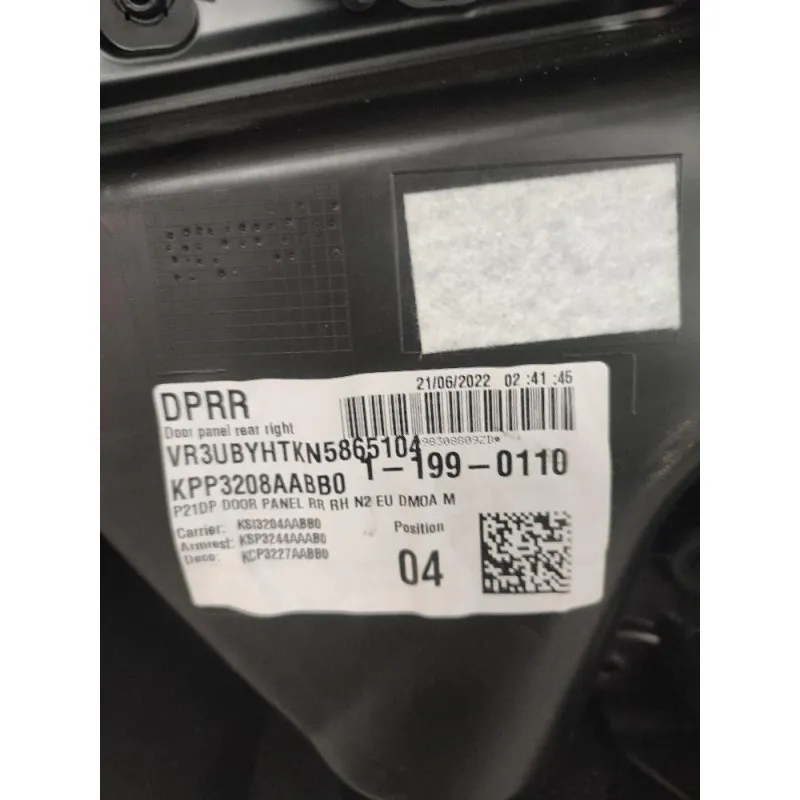 21/06/2022 02:41:45
DPRR
Door panel rear right
VR3UBYHTKN5865104
1-199-0110
KPP3208AABB0
P21DP DOOR PANEL RR RH N2 EU DM0A M
Carrier: KSI3204AABB0
Armrest: KSP3244AAAB0
Deco: KCP3227AABB0
Position
04